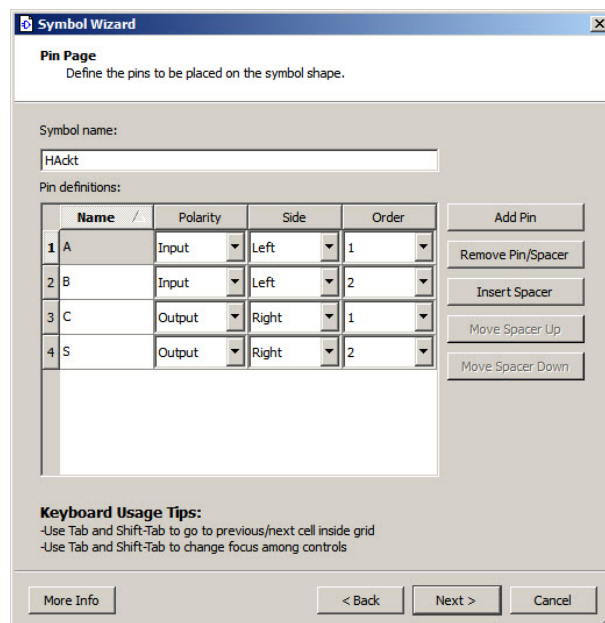 Symbol Wizard
Pin Page
Define the pins to be placed on the symbol shape.
Symbol name:
HAckt
Pin definitions:
Name Polarity Side Order
1 A Input Left 1
2 B Input Left 2
3 C Output Right 1
4 S Output Right 2
Add Pin
Remove Pin/Spacer
Insert Spacer
Move Spacer Up
Move Spacer Down
Keyboard Usage Tips:
-Use Tab and Shift-Tab to go to previous/next cell inside grid
-Use Tab and Shift-Tab to change focus among controls
More Info < Back Next > Cancel